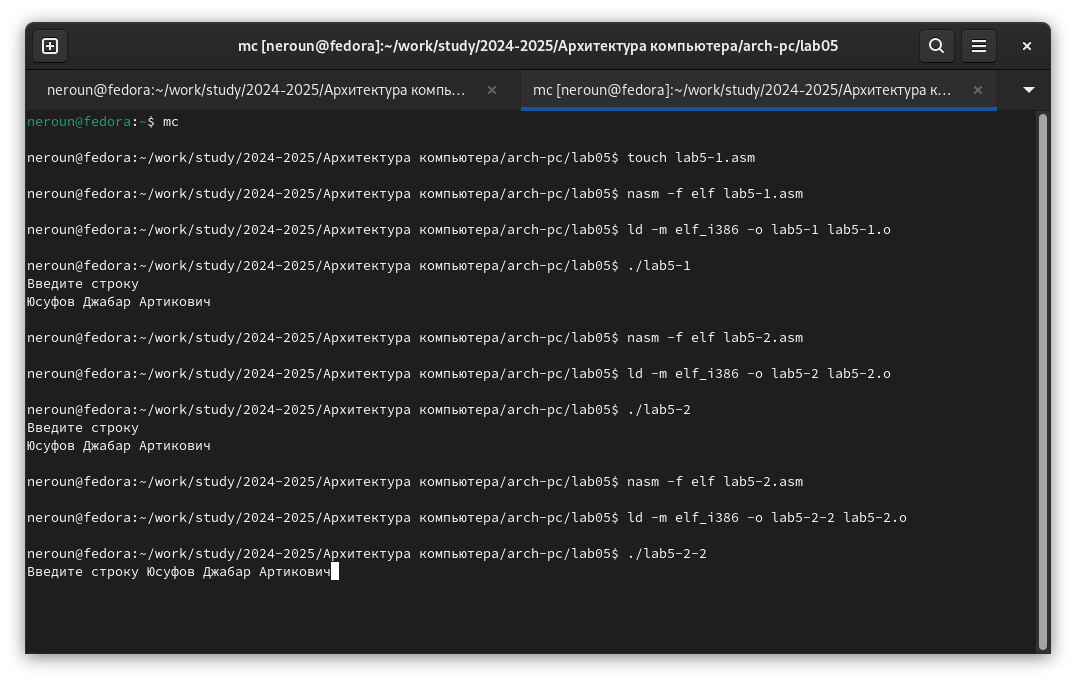 mc [neroun@fedora]:~/work/study/2024-2025/Архитектура компьютера/arch-pc/lab05
neroun@fedora:~/work/study/2024-2025/Архитектура компь...
mc [neroun@fedora]:~/work/study/2024-2025/Архитектура к...
neroun@fedora:~$ mc
neroun@fedora:~/work/study/2024-2025/Архитектура компьютера/arch-pc/lab05$ touch lab5-1.asm
neroun@fedora:~/work/study/2024-2025/Архитектура компьютера/arch-pc/lab05$ nasm -f elf lab5-1.asm
neroun@fedora:~/work/study/2024-2025/Архитектура компьютера/arch-pc/lab05$ ld -m elf_i386 -o lab5-1 lab5-1.o
neroun@fedora:~/work/study/2024-2025/Архитектура компьютера/arch-pc/lab05$ ./lab5-1
Введите строку
Юсуфов Джабар Артикович
neroun@fedora:~/work/study/2024-2025/Архитектура компьютера/arch-pc/lab05$ nasm -f elf lab5-2.asm
neroun@fedora:~/work/study/2024-2025/Архитектура компьютера/arch-pc/lab05$ ld -m elf_i386 -o lab5-2 lab5-2.o
neroun@fedora:~/work/study/2024-2025/Архитектура компьютера/arch-pc/lab05$ ./lab5-2
Введите строку
Юсуфов Джабар Артикович
neroun@fedora:~/work/study/2024-2025/Архитектура компьютера/arch-pc/lab05$ nasm -f elf lab5-2.asm
neroun@fedora:~/work/study/2024-2025/Архитектура компьютера/arch-pc/lab05$ ld -m elf_i386 -o lab5-2-2 lab5-2.o
neroun@fedora:~/work/study/2024-2025/Архитектура компьютера/arch-pc/lab05$ ./lab5-2-2
Введите строку Юсуфов Джабар Артикович